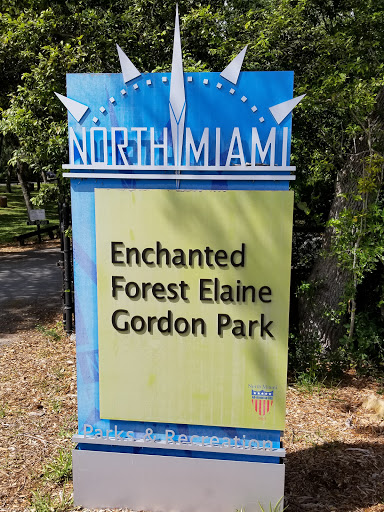 NORTH MIAMI
Enchanted
Forest Elaine
Gordon Park
Parks & Recreation